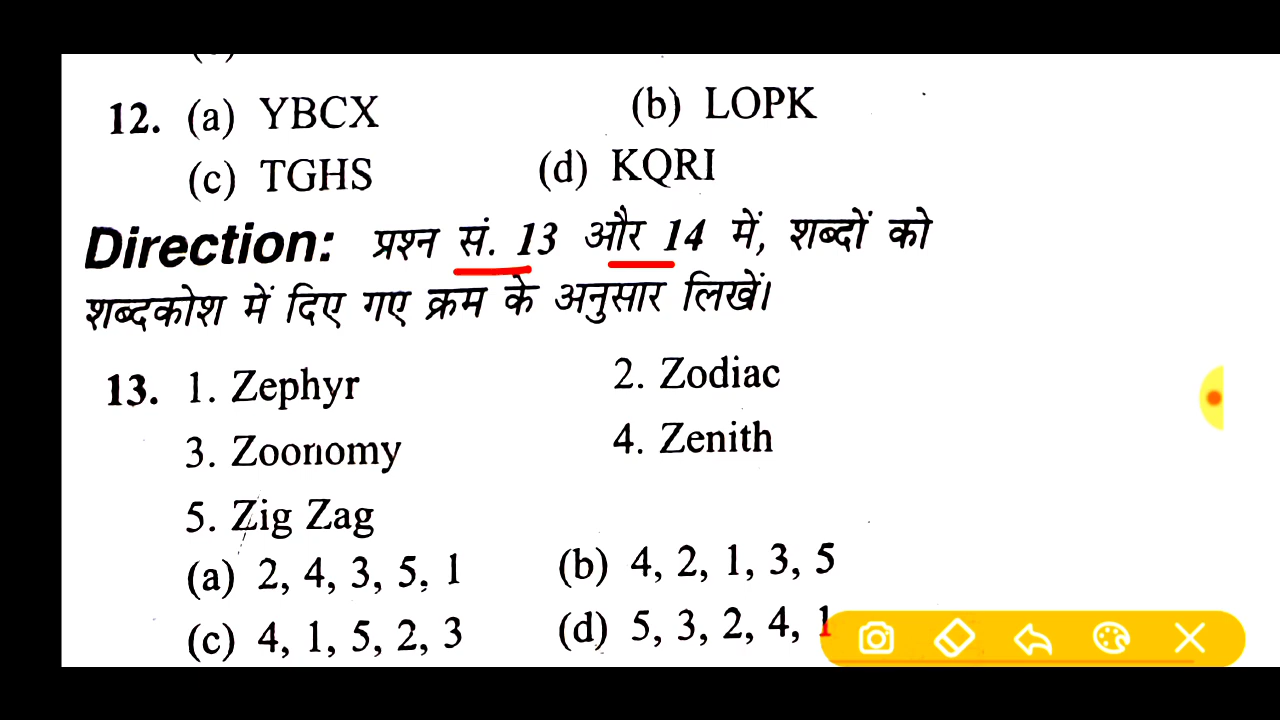 12. (a) YBCX (b) LOPK
(c) TGHS (d) KQRI
Direction: प्रश्न सं. 13 और 14 में, शब्दों को
शब्दकोश में दिए गए क्रम के अनुसार लिखें।
13. 1. Zephyr 2. Zodiac
3. Zoonomy 4. Zenith
5. Zig Zag
(a) 2, 4, 3, 5, 1 (b) 4, 2, 1, 3, 5
(c) 4, 1, 5, 2, 3 (d) 5, 3, 2, 4, 1